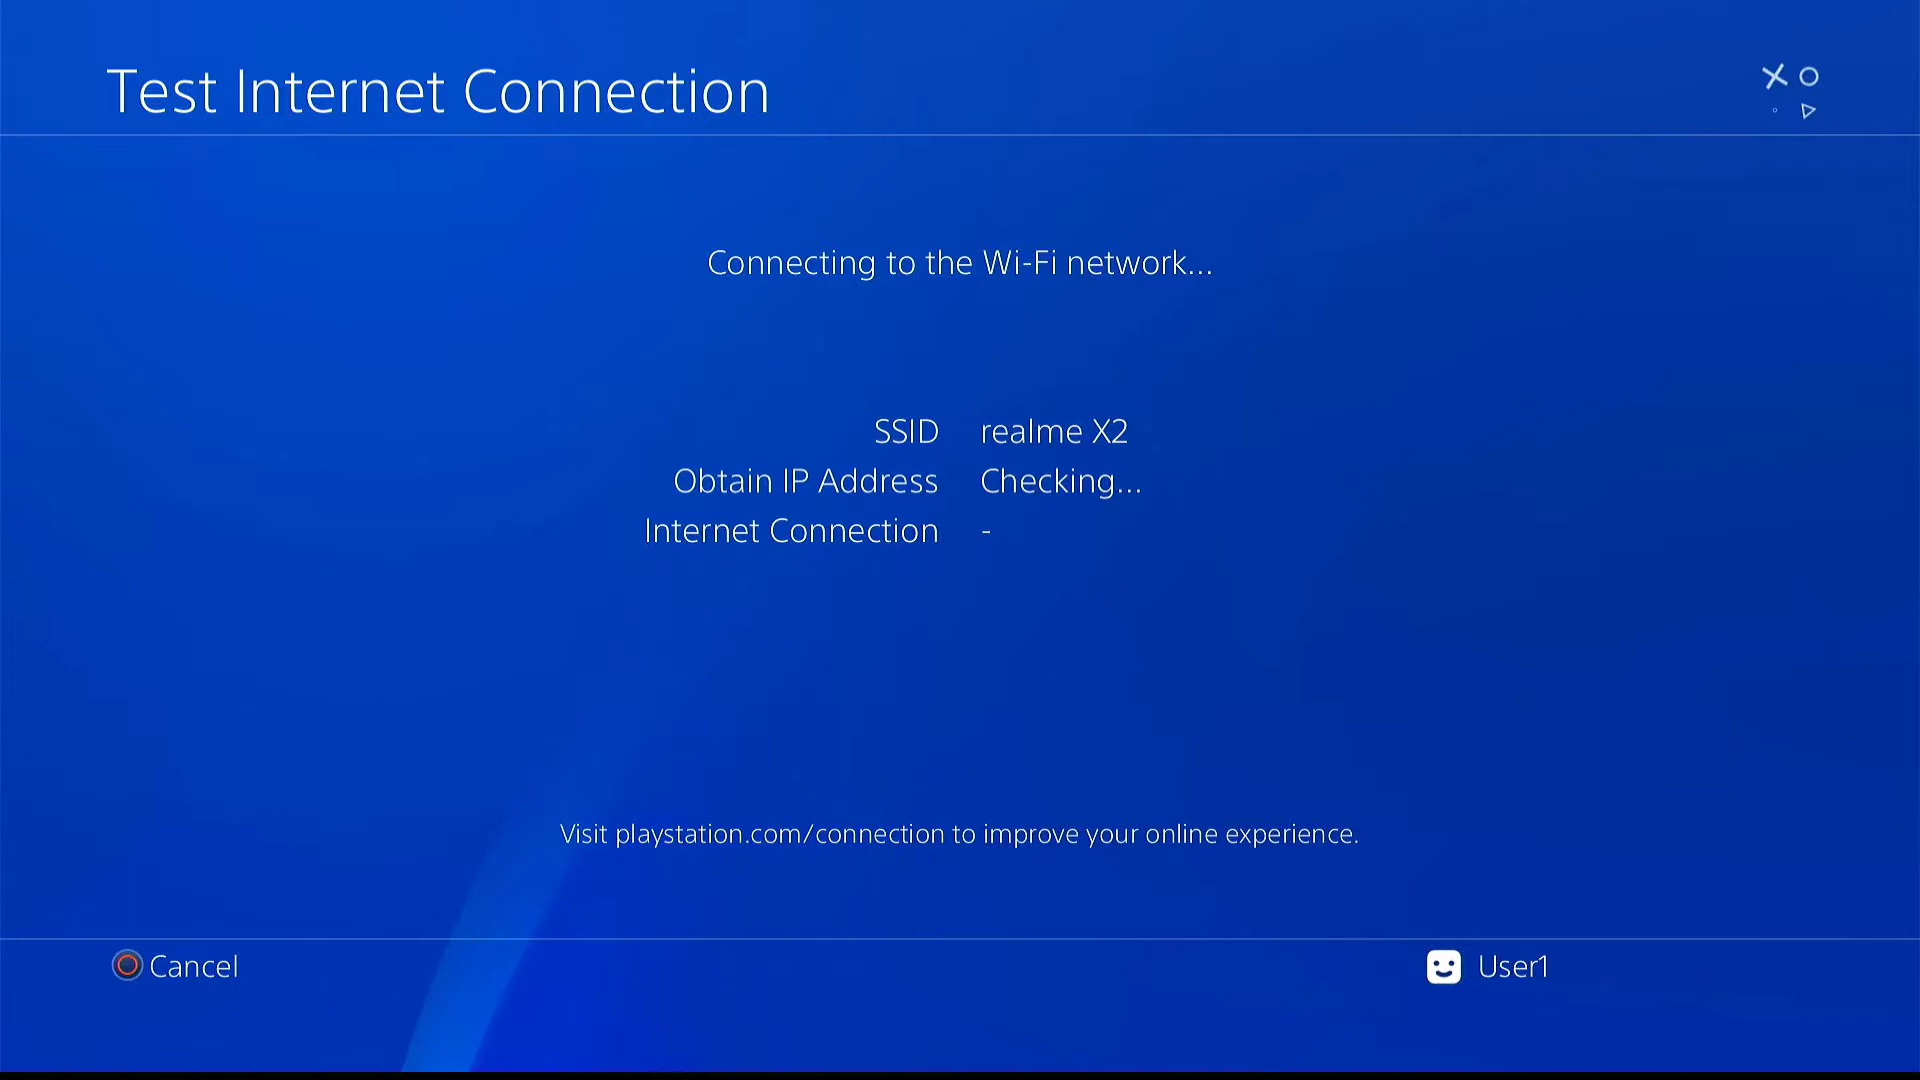 Test Internet Connection
Connecting to the Wi-Fi network...
SSID realme X2
Obtain IP Address Checking...
Internet Connection -
Visit playstation.com/connection to improve your online experience.
Cancel User1